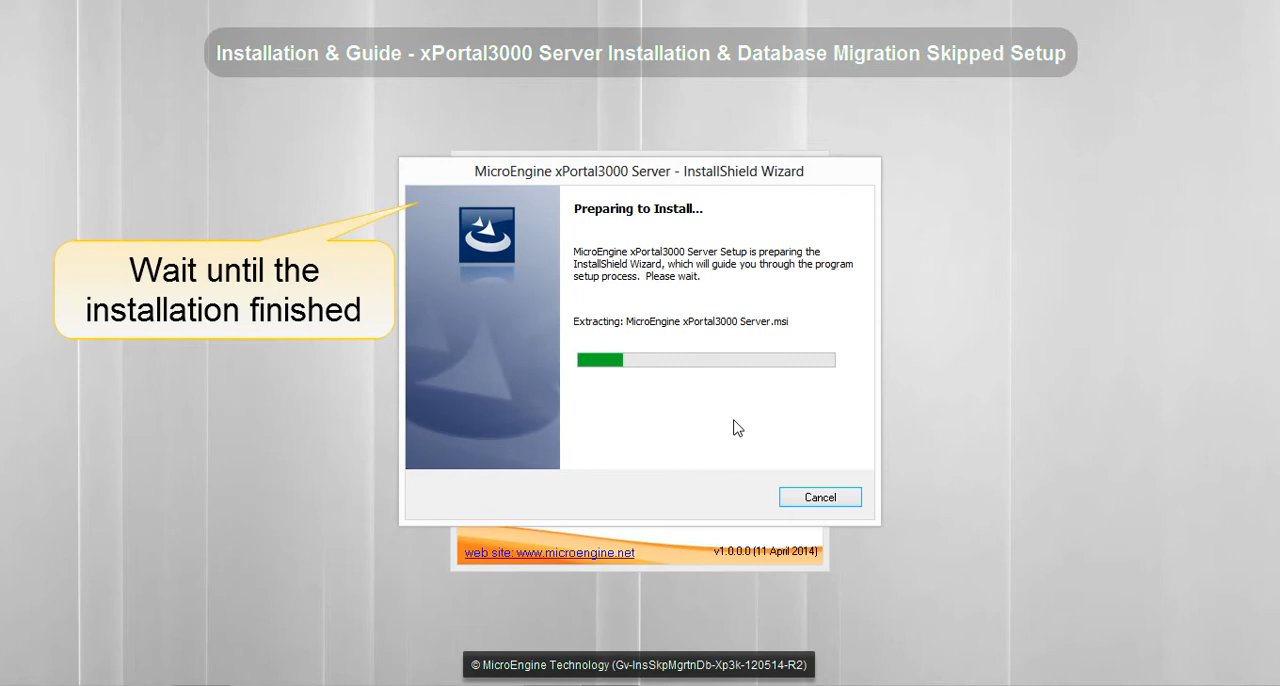 Installation & Guide - xPortal3000 Server Installation & Database Migration Skipped Setup
MicroEngine xPortal3000 Server - InstallShield Wizard
Preparing to Install...
MicroEngine xPortal3000 Server Setup is preparing the
InstallShield Wizard, which will guide you through the program
setup process. Please wait.
Wait until the
installation finished
Extracting: MicroEngine xPortal3000 Server.msi
Cancel
web site: www.microengine.net
v1.0.0.0 (11 April 2014)
© MicroEngine Technology (Gv-InsSkpMgrtnDb-Xp3k-120514-R2)